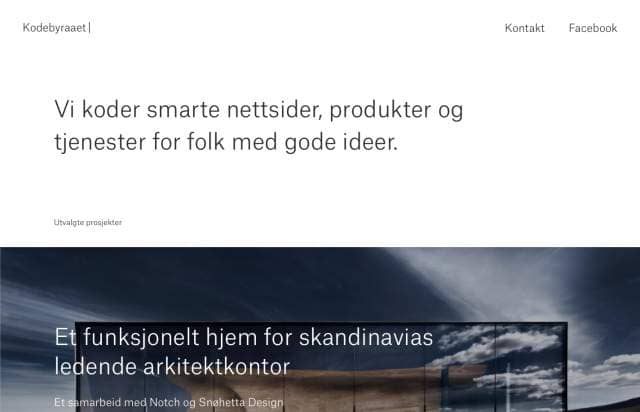 Kodebyraaet|
Kontakt Facebook
Vi koder smarte nettsider, produkter og
tjenester for folk med gode ideer.
Utvalgte prosjekter
Et funksjonelt hjem for skandinavias
ledende arkitektkontor
Et samarbeid med Notch og Snøhetta Design